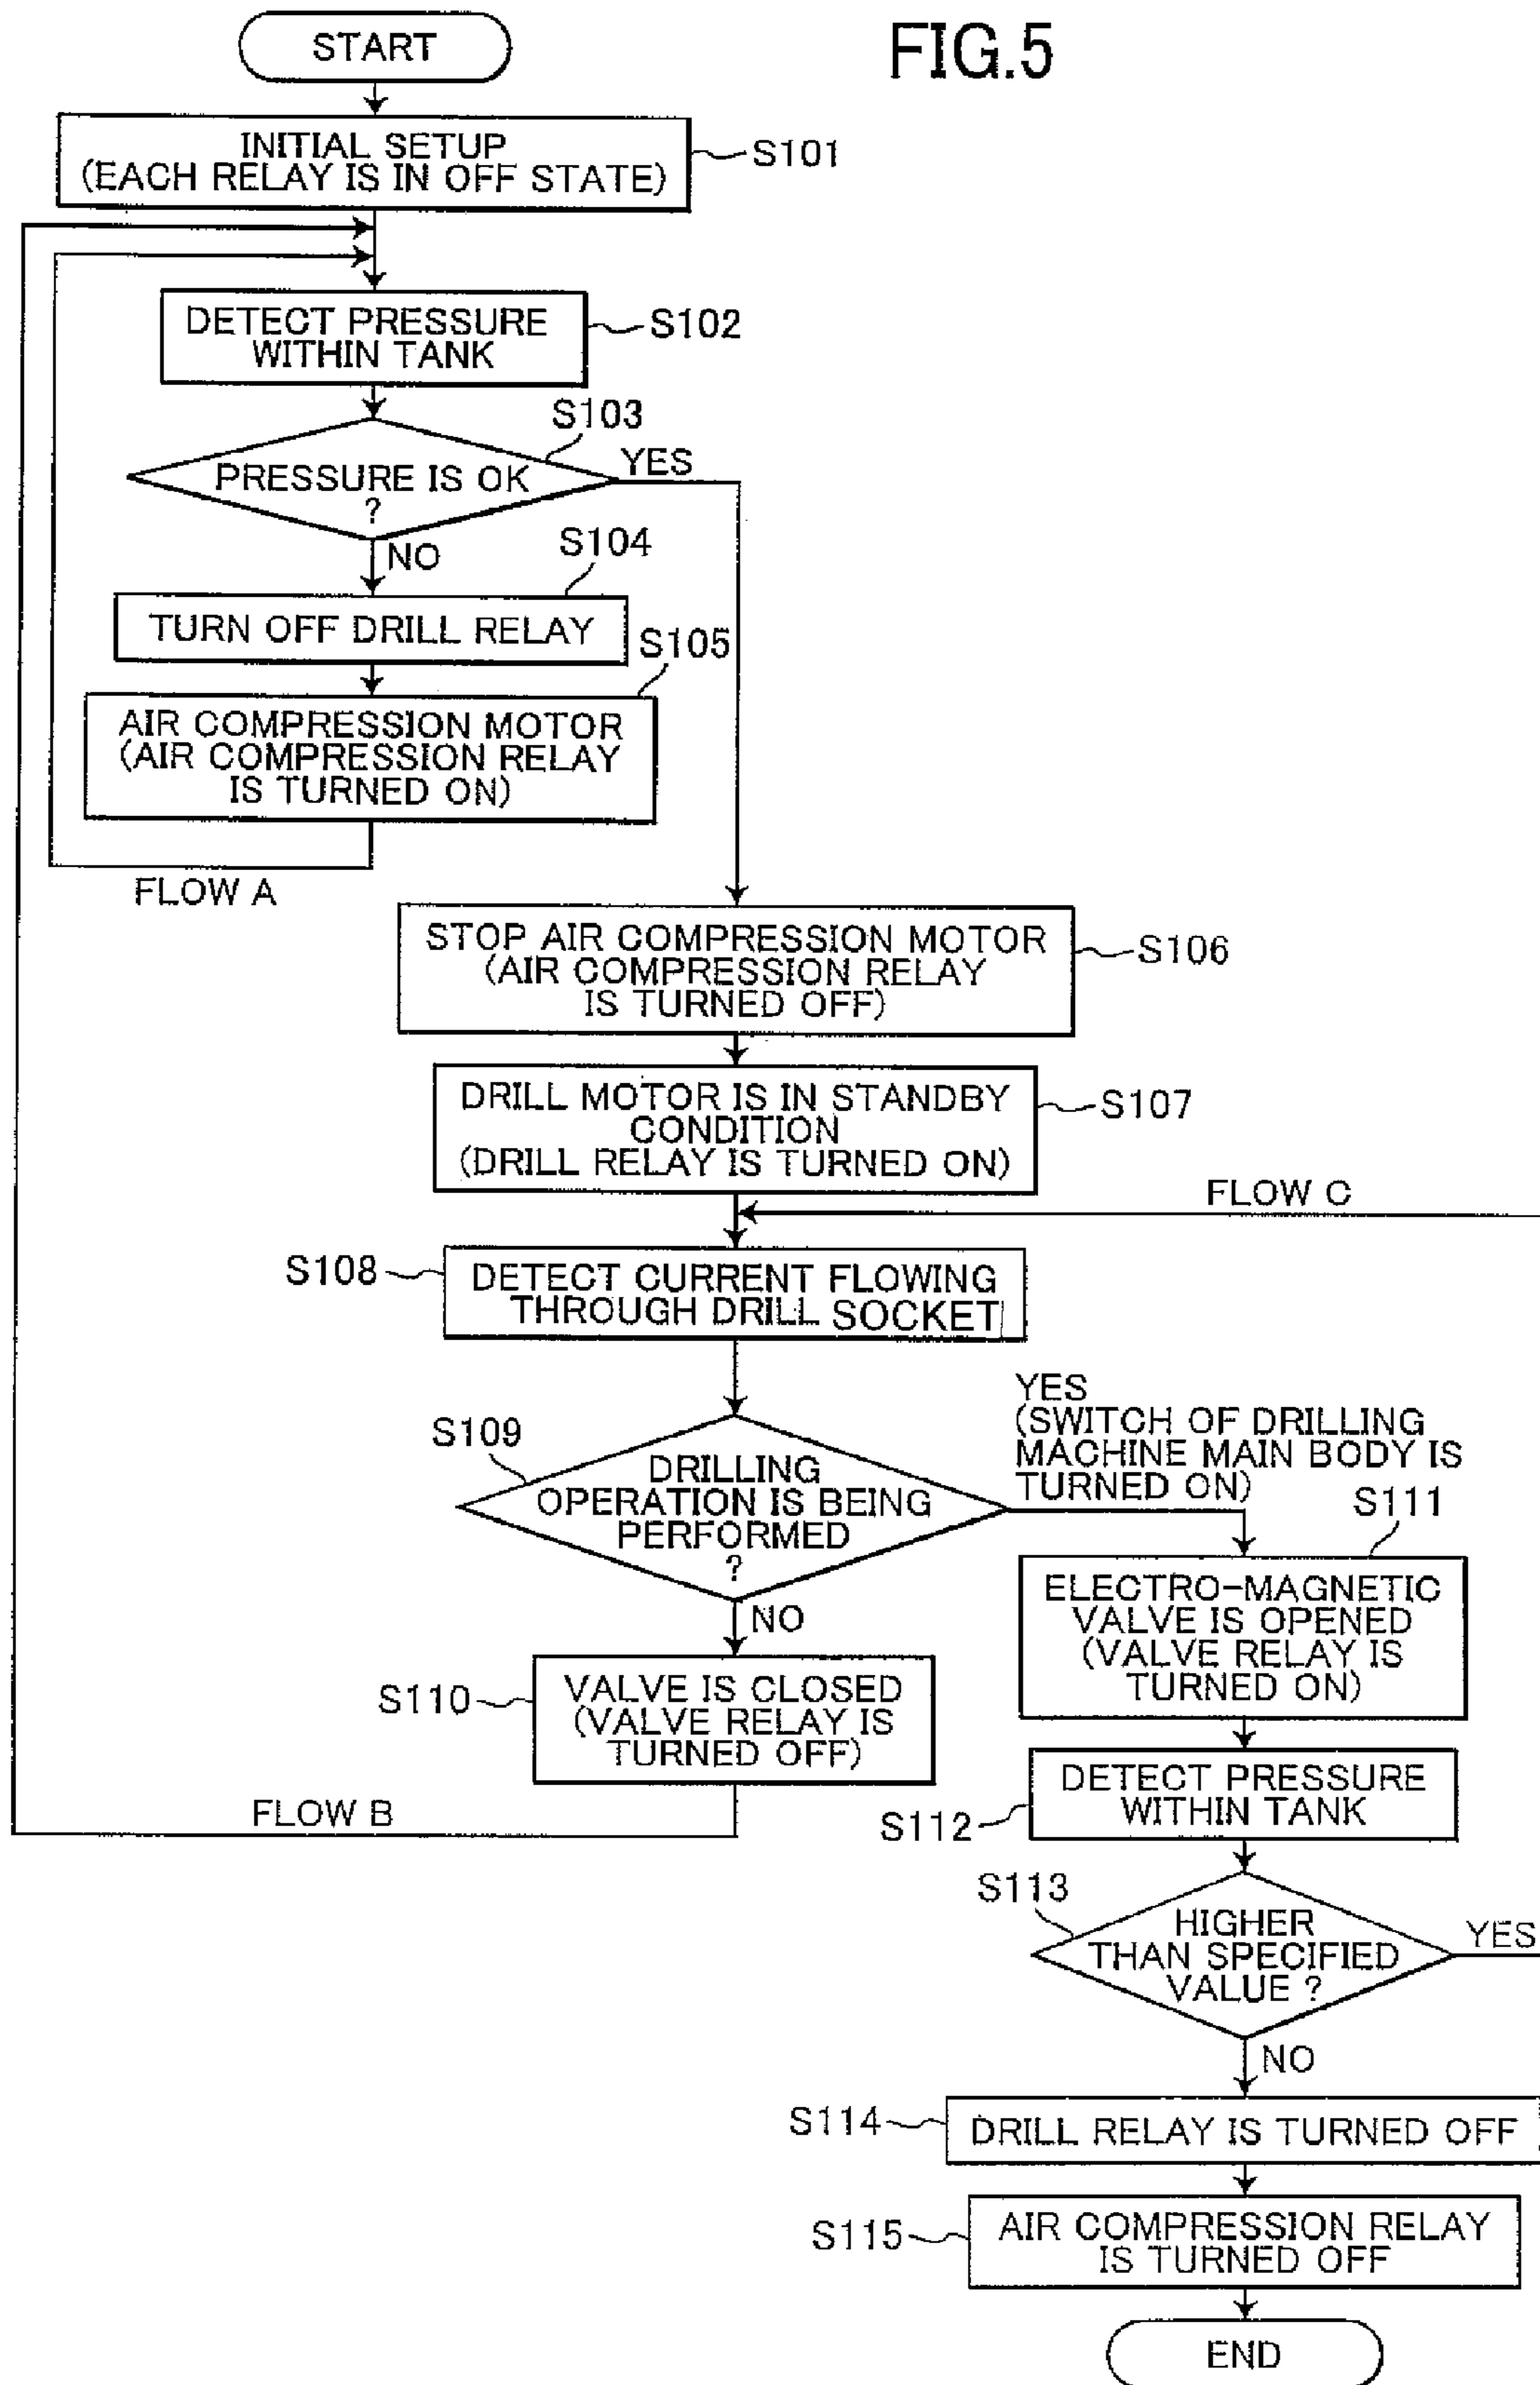 FIG.5
START
INITIAL SETUP
(EACH RELAY IS IN OFF STATE)
S101
DETECT PRESSURE
WITHIN TANK
S102
S103
PRESSURE IS OK
?
YES
NO
S104
TURN OFF DRILL RELAY
S105
AIR COMPRESSION MOTOR
(AIR COMPRESSION RELAY
IS TURNED ON)
FLOW A
STOP AIR COMPRESSION MOTOR
(AIR COMPRESSION RELAY
IS TURNED OFF)
S106
DRILL MOTOR IS IN STANDBY
CONDITION
(DRILL RELAY IS TURNED ON)
S107
FLOW C
S108
DETECT CURRENT FLOWING
THROUGH DRILL SOCKET
S109
DRILLING
OPERATION IS BEING
PERFORMED
?
YES
(SWITCH OF DRILLING
MACHINE MAIN BODY IS
TURNED ON)
NO
S110
VALVE IS CLOSED
(VALVE RELAY IS
TURNED OFF)
FLOW B
S111
ELECTRO-MAGNETIC
VALVE IS OPENED
(VALVE RELAY IS
TURNED ON)
S112
DETECT PRESSURE
WITHIN TANK
S113
HIGHER
THAN SPECIFIED
VALUE ?
YES
NO
S114
DRILL RELAY IS TURNED OFF
S115
AIR COMPRESSION RELAY
IS TURNED OFF
END